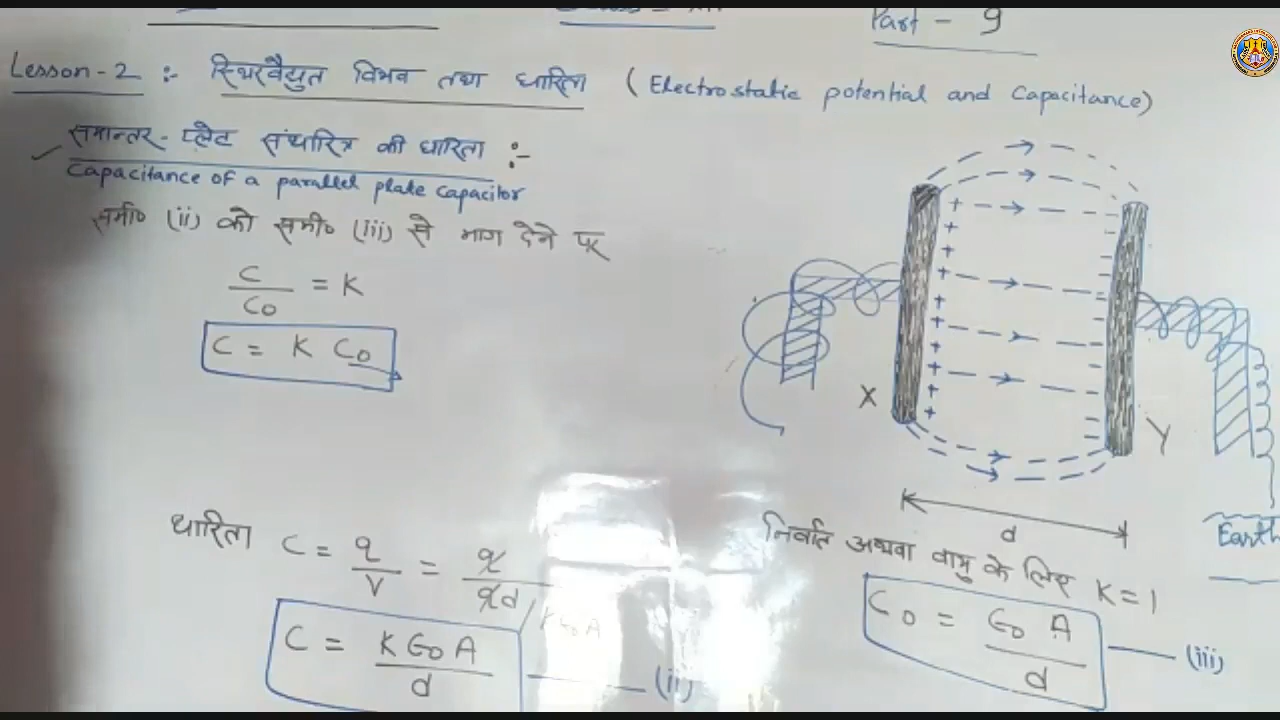 Part - 9
Lesson-2 :- स्थिरवैद्युत विभव तथा धारिता (Electrostatic potential and Capacitance)
समान्तर-प्लेट संधारित्र की धारिता :-
Capacitance of a parallel plate capacitor
समी० (ii) को समी० (iii) से भाग देने पर
C/C₀ = K
C = K C₀
X
Y
d
Earth
धारिता C = q/V = q/qd/Kϵ₀A
C = Kϵ₀A/d —— (ii)
निर्वात अथवा वायु के लिए K=1
C₀ = ϵ₀A/d —— (iii)